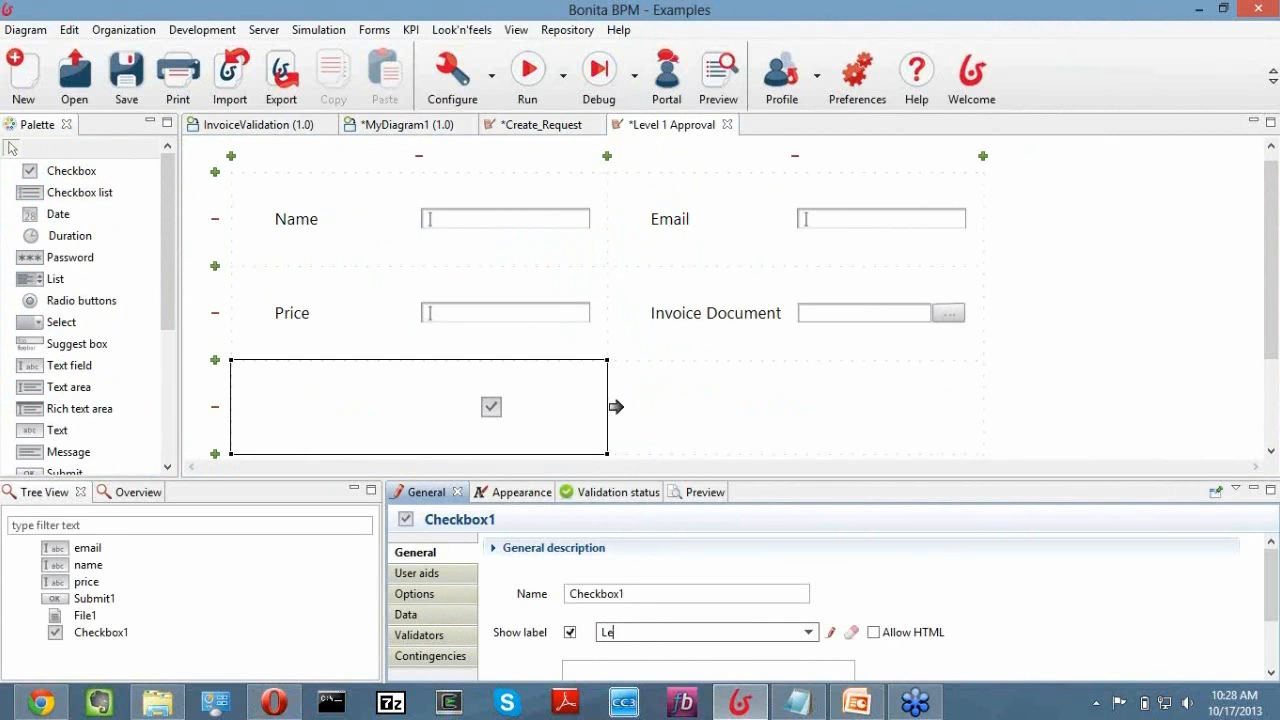 Bonita BPM - Examples
Diagram Edit Organization Development Server Simulation Forms KPI Look'n'feels View Repository Help
New Open Save Print Import Export Copy Paste Configure Run Debug Portal Preview Profile Preferences Help Welcome
Palette
InvoiceValidation (1.0) *MyDiagram1 (1.0) *Create_Request *Level 1 Approval
Checkbox
Checkbox list
Date
Duration
Password
List
Radio buttons
Select
Suggest box
Text field
Text area
Rich text area
Text
Message
Submit
Name Email
Price Invoice Document ...
Tree View Overview
type filter text
email
name
price
Submit1
File1
Checkbox1
General Appearance Validation status Preview
Checkbox1
General
User aids
Options
Data
Validators
Contingencies
General description
Name Checkbox1
Show label Le Allow HTML
10:28 AM
10/17/2013